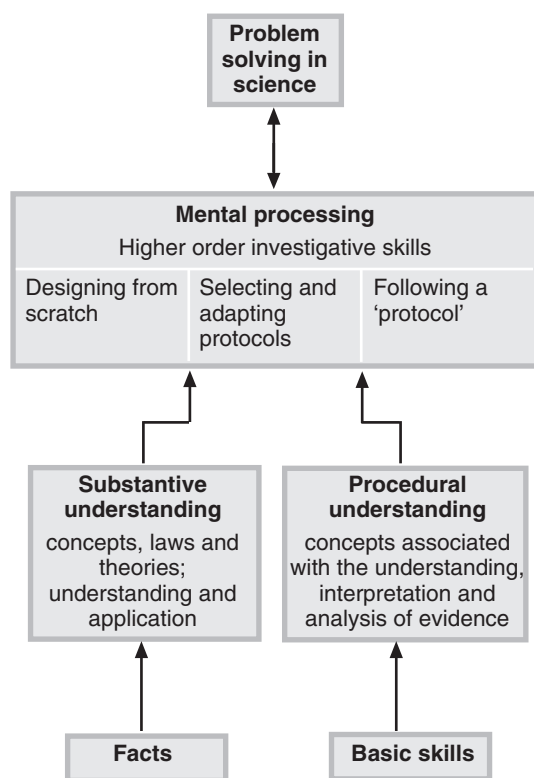 Problem
solving in
science
Mental processing
Higher order investigative skills
Designing from
scratch
Selecting and
adapting
protocols
Following a
‘protocol’
Substantive
understanding
concepts, laws and
theories;
understanding and
application
Procedural
understanding
concepts associated
with the understanding,
interpretation and
analysis of evidence
Facts
Basic skills